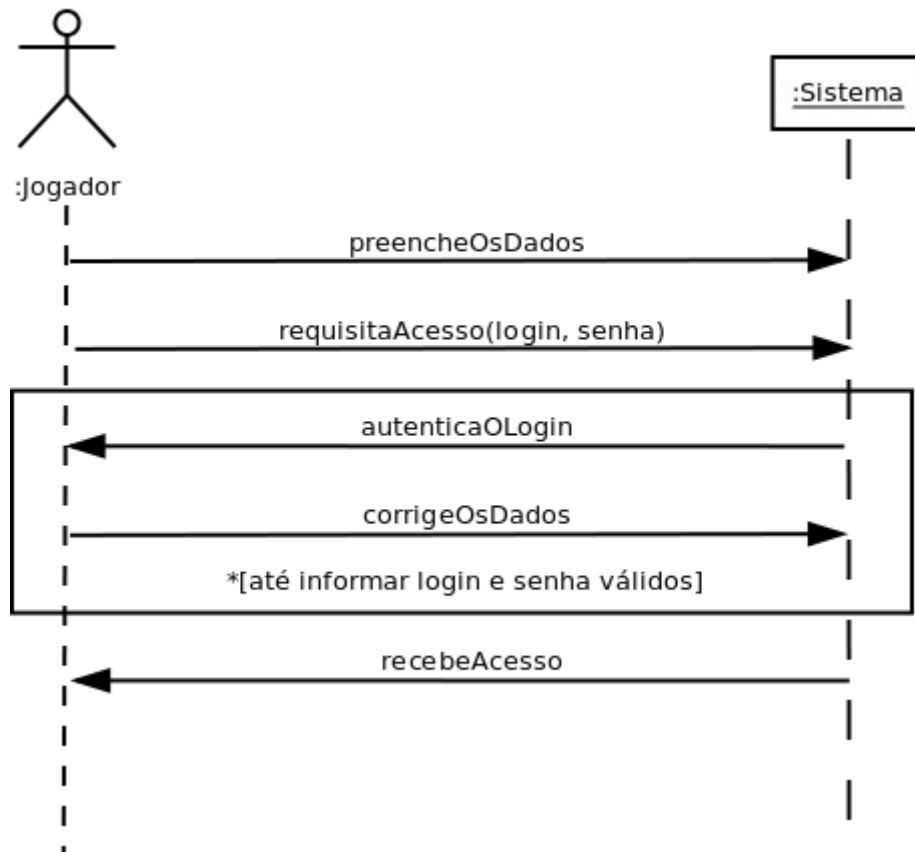 :Sistema
:Jogador
preencheOsDados
requisitaAcesso(login, senha)
autenticaOLogin
corrigeOsDados
*[até informar login e senha válidos]
recebeAcesso